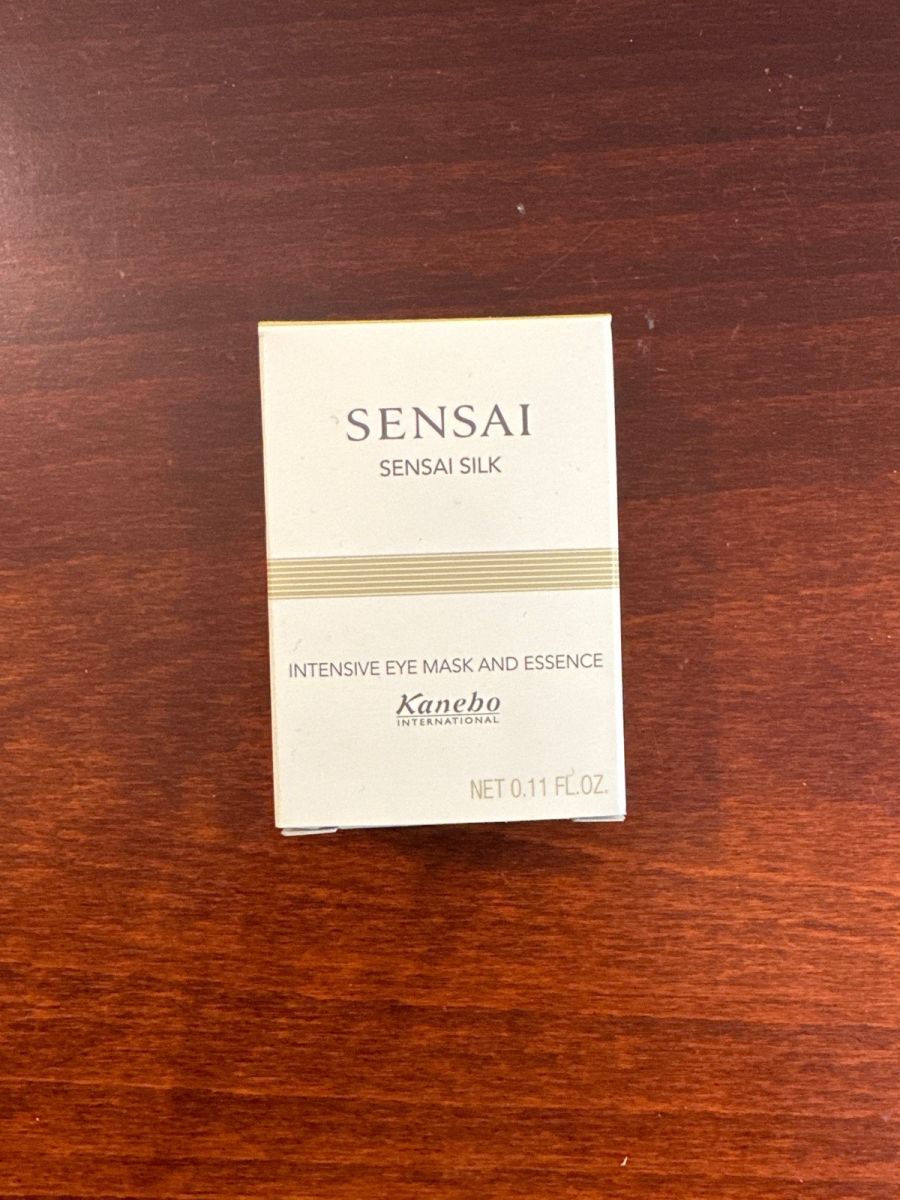 SENSAI
SENSAI SILK
INTENSIVE EYE MASK AND ESSENCE
Kanebo
INTERNATIONAL
NET 0.11 FL.OZ.